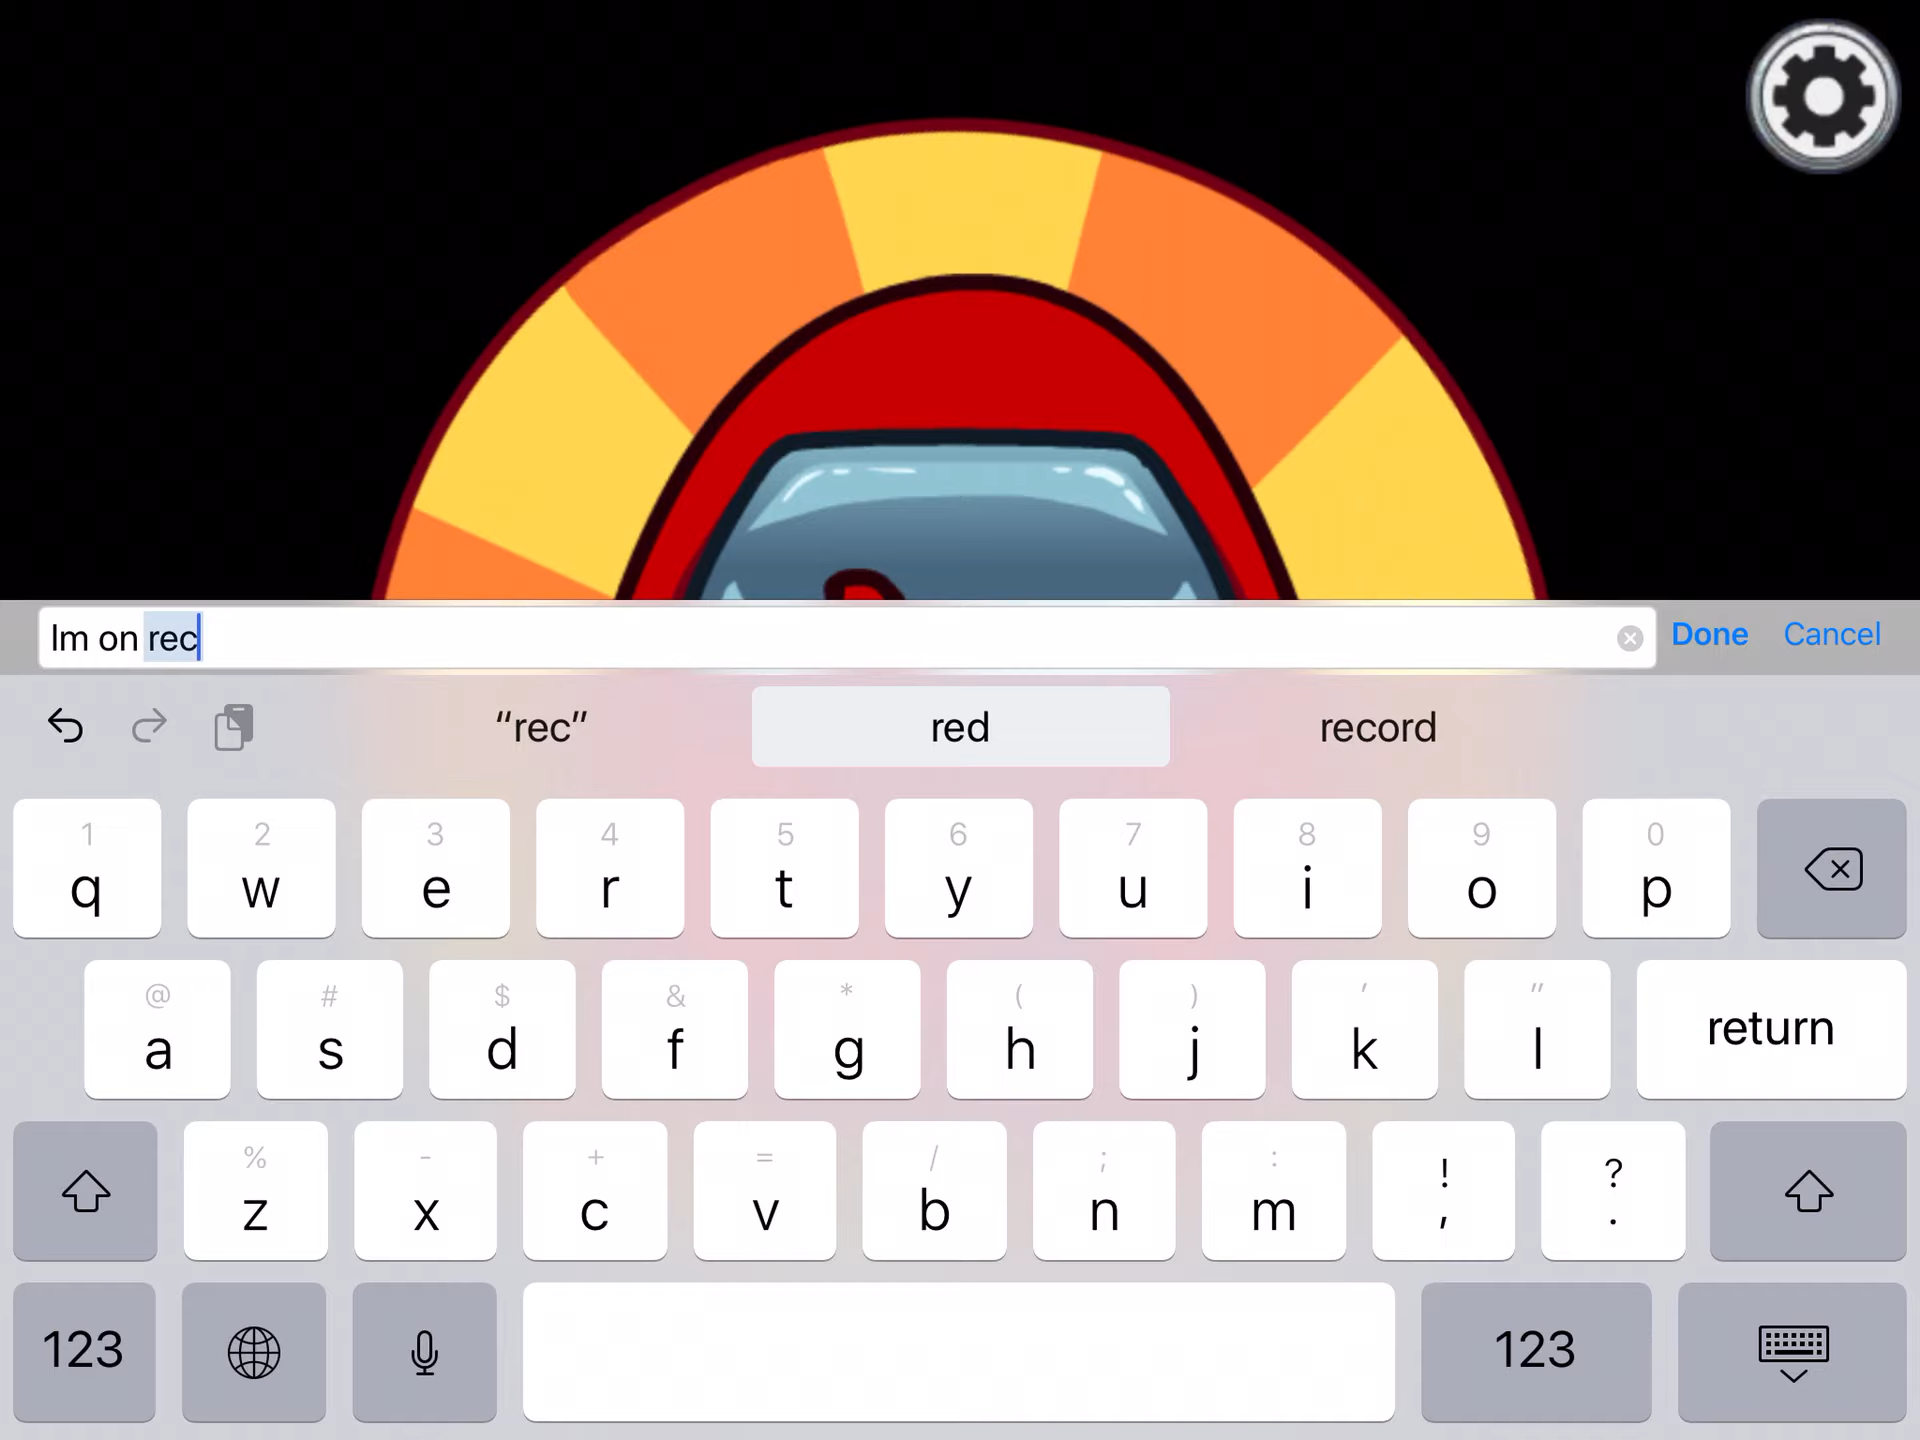 Im on rec
Done Cancel
“rec” red record
1 2 3 4 5 6 7 8 9 0
q w e r t y u i o p
@ # $ & * ( ) ' "
a s d f g h j k l return
% - + = / ; : ! ?
z x c v b n m , .
123 123